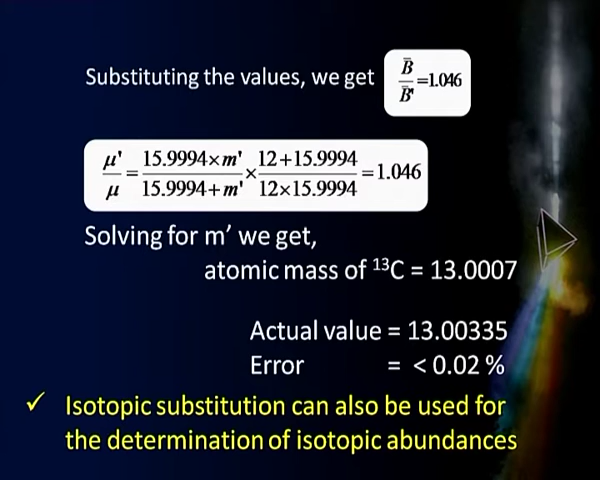 Substituting the values, we get B̄/B̄' = 1.046
μ'/μ = (15.9994×m')/(15.9994+m') × (12+15.9994)/(12×15.9994) = 1.046
Solving for m' we get,
atomic mass of ¹³C = 13.0007
Actual value = 13.00335
Error = < 0.02 %
✓ Isotopic substitution can also be used for
the determination of isotopic abundances